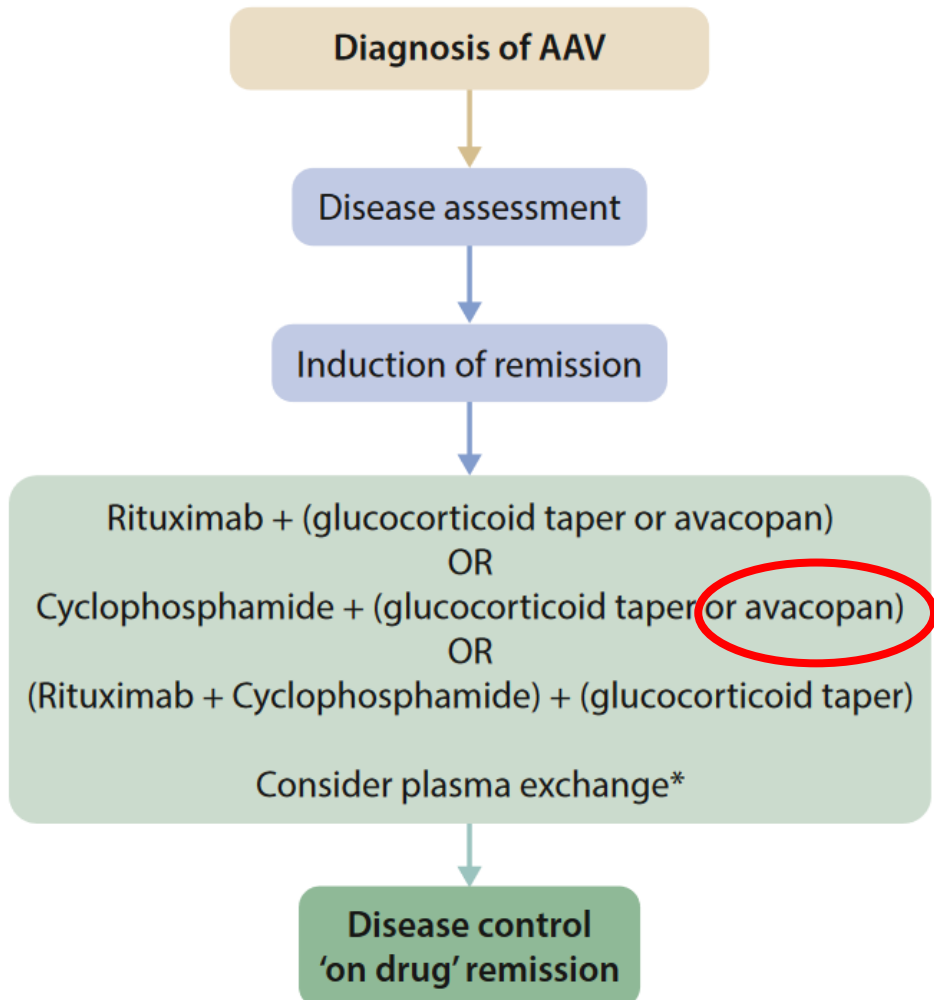 Diagnosis of AAV
Disease assessment
Induction of remission
Rituximab + (glucocorticoid taper or avacopan)
OR
Cyclophosphamide + (glucocorticoid taper or avacopan)
OR
(Rituximab + Cyclophosphamide) + (glucocorticoid taper)
Consider plasma exchange*
Disease control
‘on drug’ remission